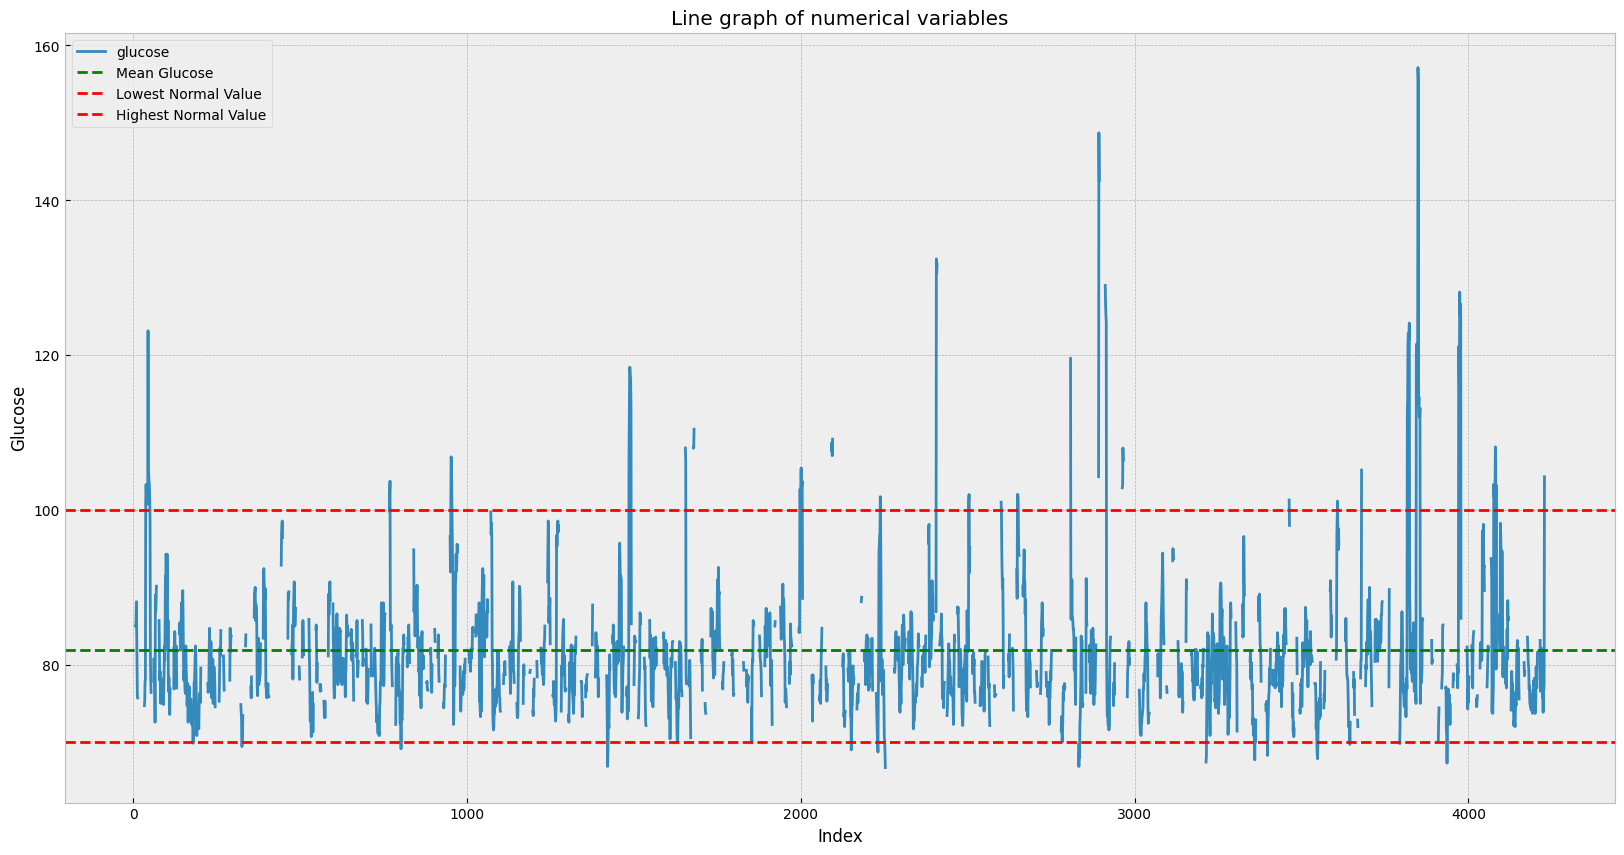 Line graph of numerical variables
glucose
Mean Glucose
Lowest Normal Value
Highest Normal Value
160
140
120
100
80
Glucose
0 1000 2000 3000 4000
Index